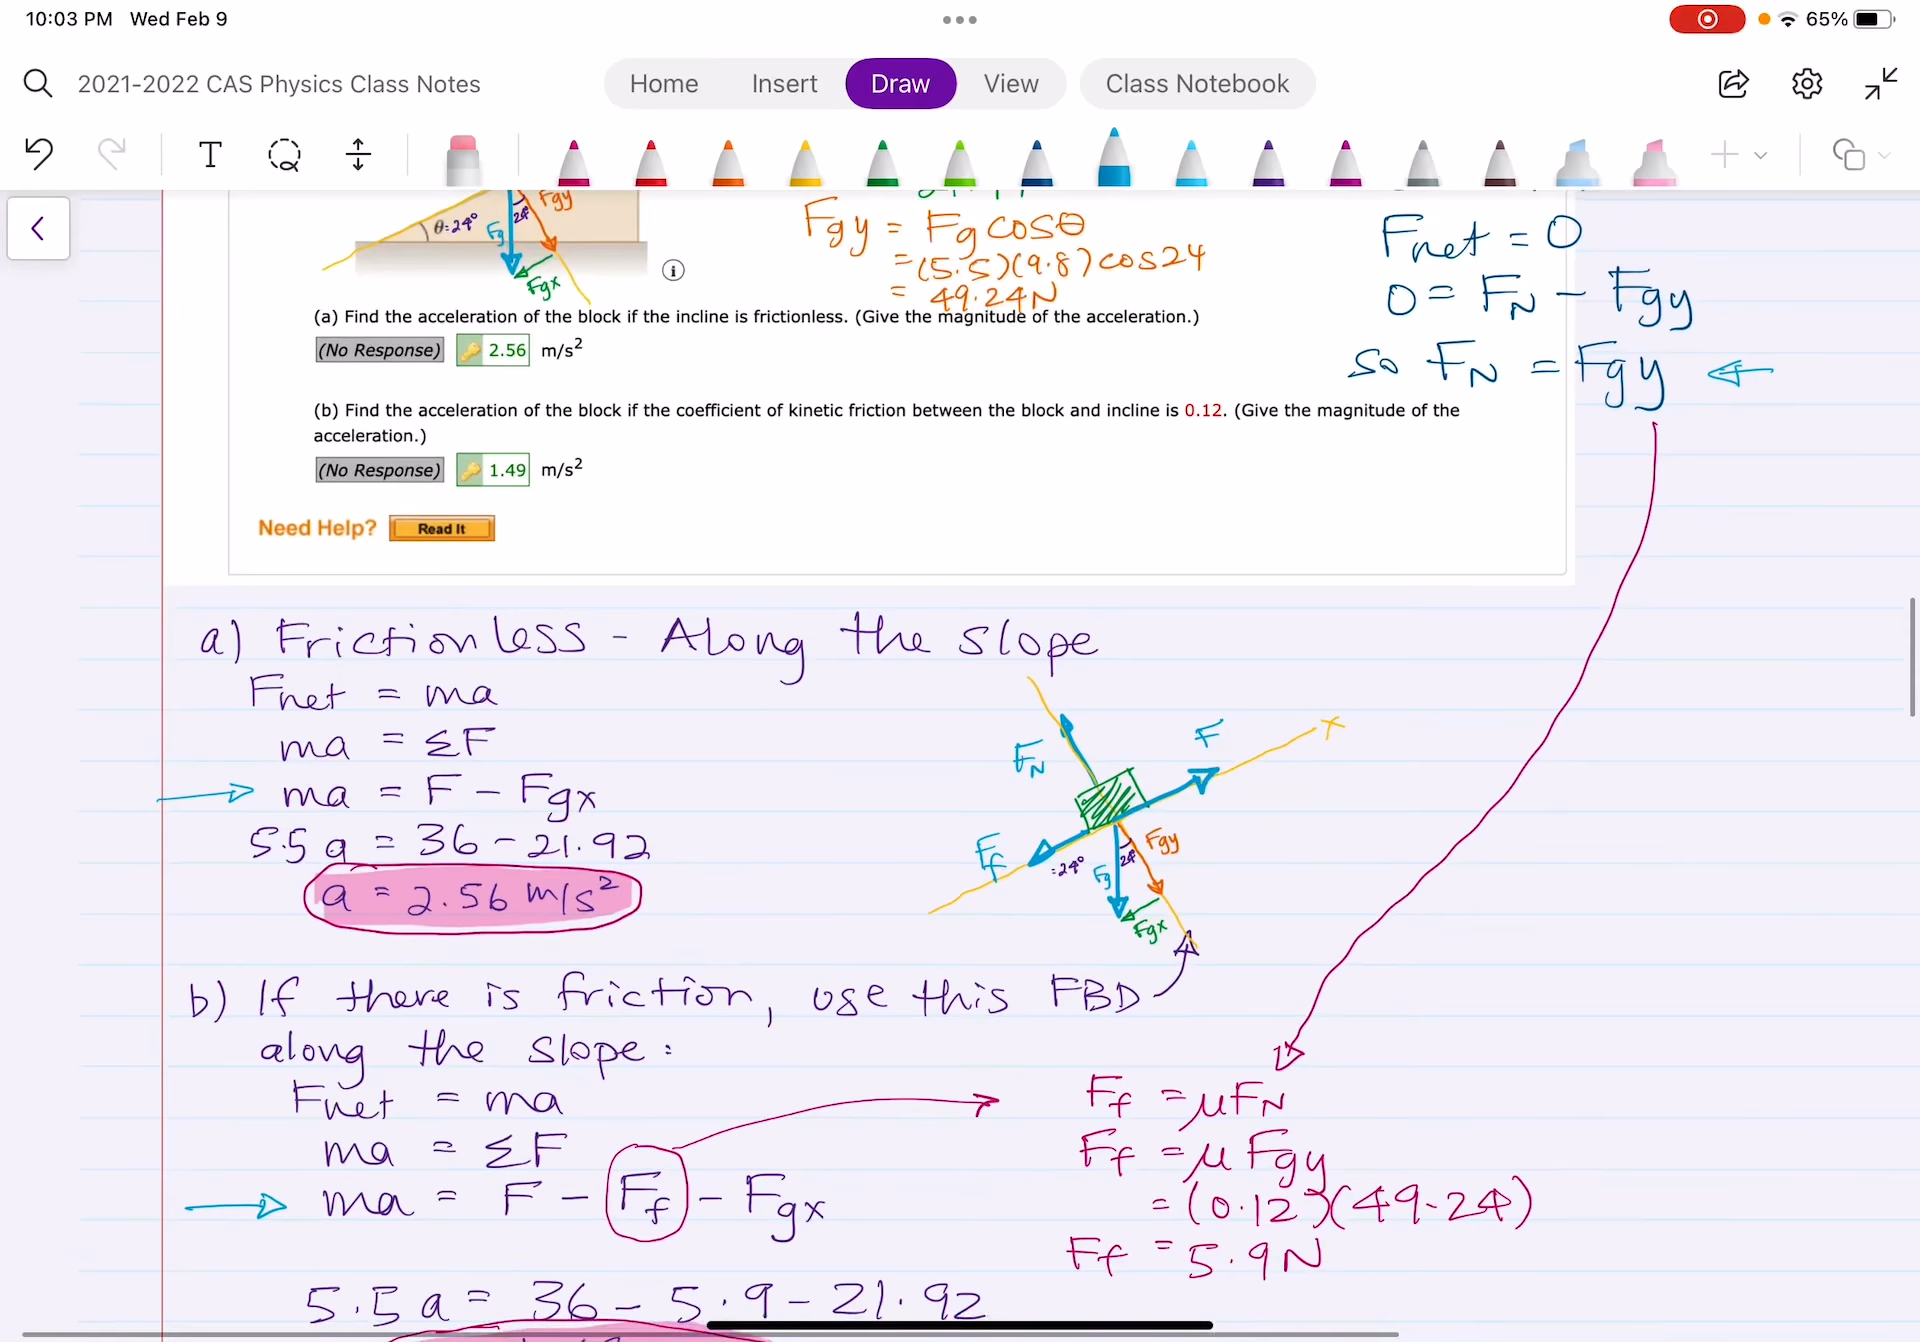 10:03 PM Wed Feb 9
65%
2021-2022 CAS Physics Class Notes
Home Insert Draw View Class Notebook
T
θ=24° Fg 24° Fgy
Fgx
Fgy = Fg cosθ
= (5.5)(9.8) cos24
= 49.24N
Fnet = 0
0 = FN - Fgy
so FN = Fgy
(a) Find the acceleration of the block if the incline is frictionless. (Give the magnitude of the acceleration.)
(No Response) 2.56 m/s²
(b) Find the acceleration of the block if the coefficient of kinetic friction between the block and incline is 0.12. (Give the magnitude of the
acceleration.)
(No Response) 1.49 m/s²
Need Help? Read It
a) Frictionless - Along the slope
Fnet = ma
ma = ΣF
ma = F - Fgx
5.5 a = 36 - 21.92
a = 2.56 m/s²
FN F x
Ff =24° Fg 24° Fgy
Fgx
b) If there is friction, use this FBD
along the slope:
Fnet = ma
ma = ΣF
ma = F - Ff - Fgx
5.5 a = 36 - 5.9 - 21.92
Ff = μFN
Ff = μ Fgy
= (0.12)(49.24)
Ff = 5.9N